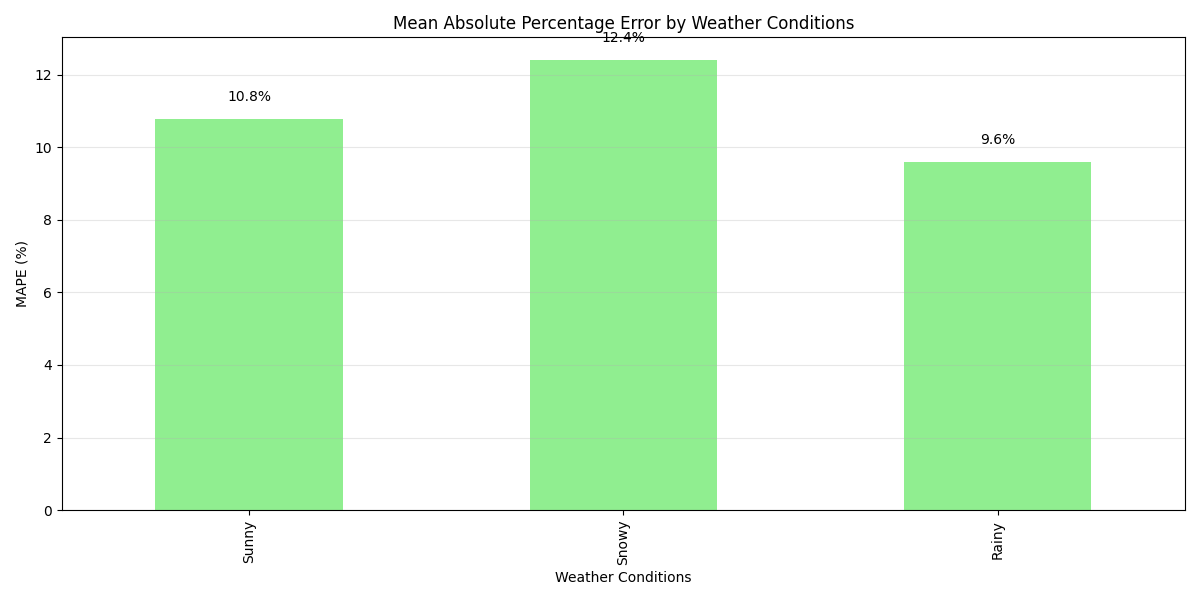 Mean Absolute Percentage Error by Weather Conditions
12.4%
10.8%
9.6%
12
10
8
6
4
2
0
MAPE (%)
Sunny
Snowy
Rainy
Weather Conditions